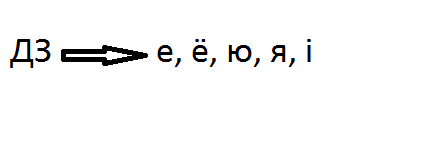 ДЗ → е, ё, ю, я, і